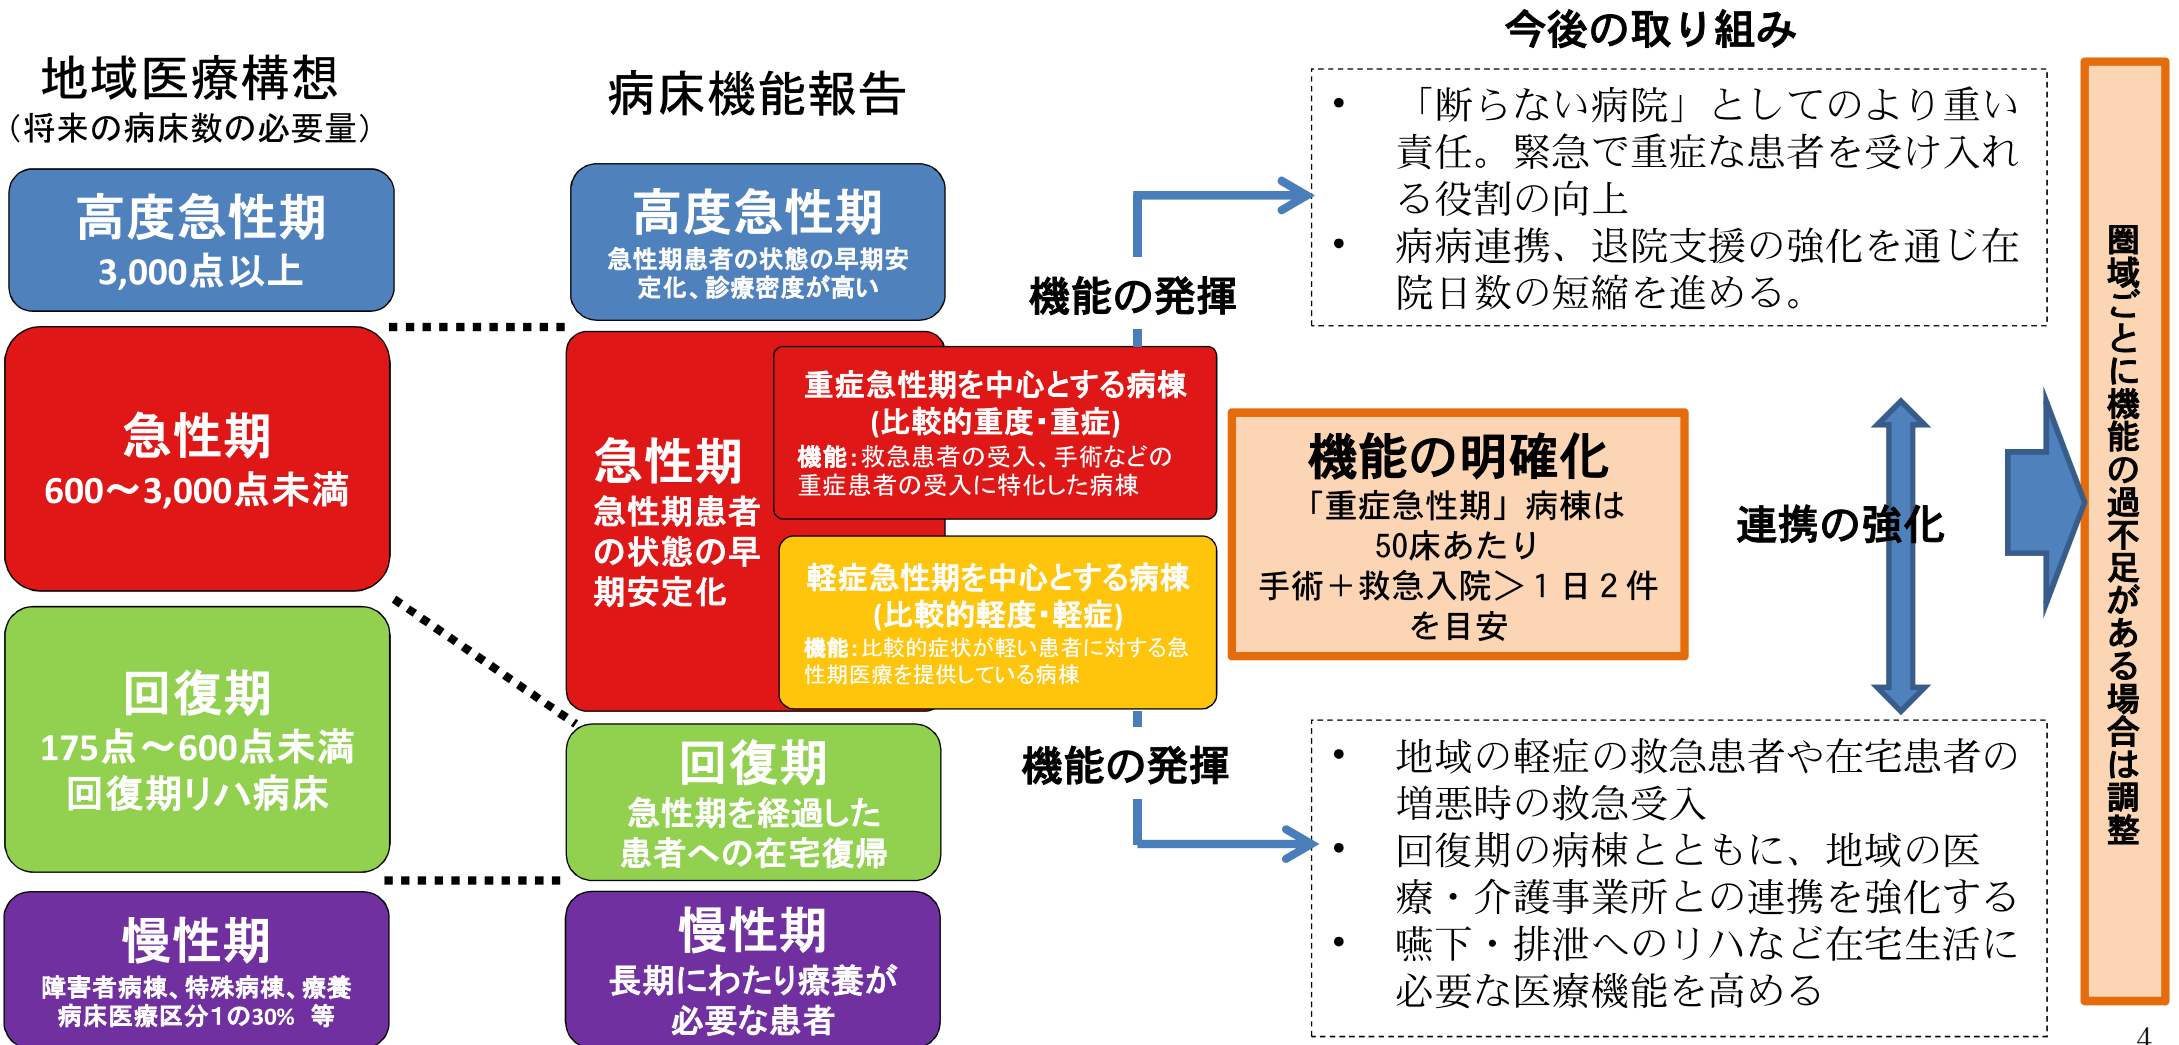 地域医療構想
（将来の病床数の必要量）
高度急性期
3,000点以上
急性期
600～3,000点未満
回復期
175点～600点未満
回復期リハ病床
慢性期
障害者病棟、特殊病棟、療養
病床医療区分1の30% 等
病床機能報告
高度急性期
急性期患者の状態の早期安
定化、診療密度が高い
急性期
急性期患者
の状態の早
期安定化
重症急性期を中心とする病棟
(比較的重度・重症)
機能：救急患者の受入、手術などの
重症患者の受入に特化した病棟
軽症急性期を中心とする病棟
(比較的軽度・軽症)
機能：比較的症状が軽い患者に対する急
性期医療を提供している病棟
回復期
急性期を経過した
患者への在宅復帰
慢性期
長期にわたり療養が
必要な患者
機能の発揮
機能の発揮
機能の明確化
「重症急性期」病棟は
50床あたり
手術＋救急入院＞１日２件
を目安
今後の取り組み
• 「断らない病院」としてのより重い
責任。緊急で重症な患者を受け入れ
る役割の向上
• 病病連携、退院支援の強化を通じ在
院日数の短縮を進める。
連携の強化
• 地域の軽症の救急患者や在宅患者の
増悪時の救急受入
• 回復期の病棟とともに、地域の医
療・介護事業所との連携を強化する
• 嚥下・排泄へのリハなど在宅生活に
必要な医療機能を高める
圏域ごとに機能の過不足がある場合は調整
4